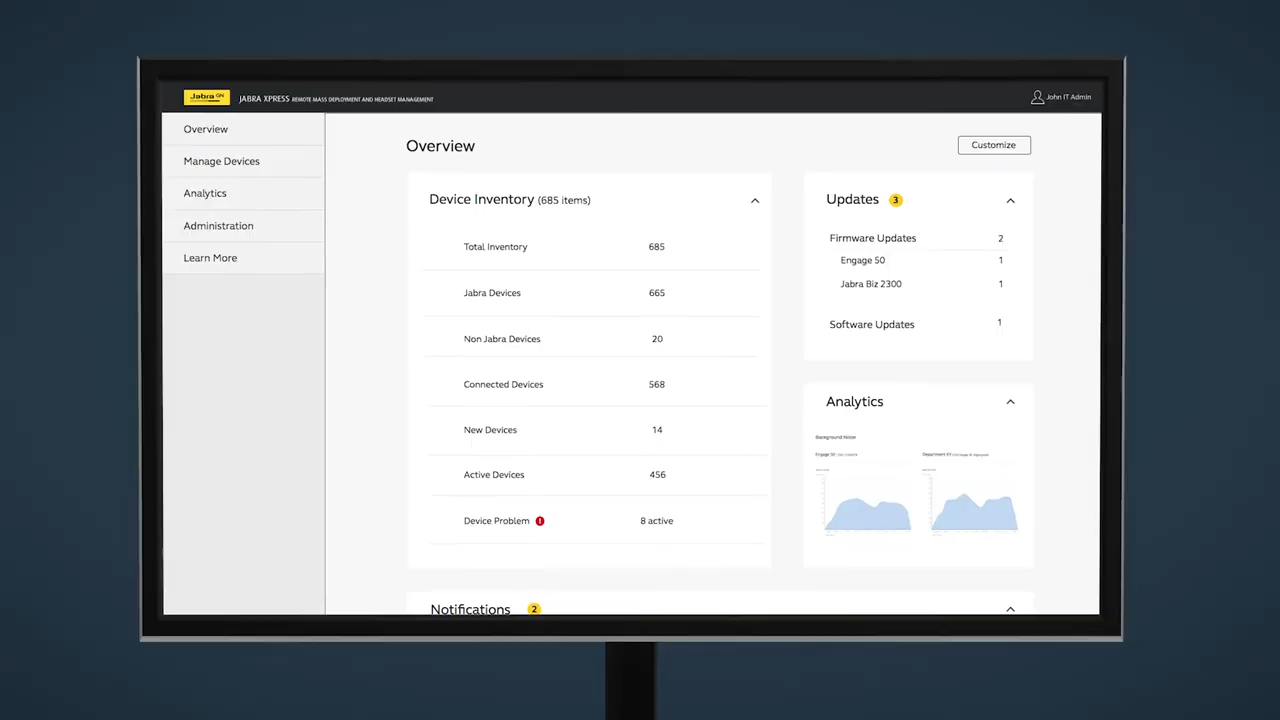 Jabra GN
JABRA XPRESS REMOTE MASS DEPLOYMENT AND HEADSET MANAGEMENT
John IT Admin
Overview
Manage Devices
Analytics
Administration
Learn More
Overview
Customize
Device Inventory (685 items)
Total Inventory 685
Jabra Devices 665
Non Jabra Devices 20
Connected Devices 568
New Devices 14
Active Devices 456
Device Problem ! 8 active
Updates 3
Firmware Updates 2
Engage 50 1
Jabra Biz 2300 1
Software Updates 1
Analytics
Background Noise
Engage 50
Department XY
Notifications 2